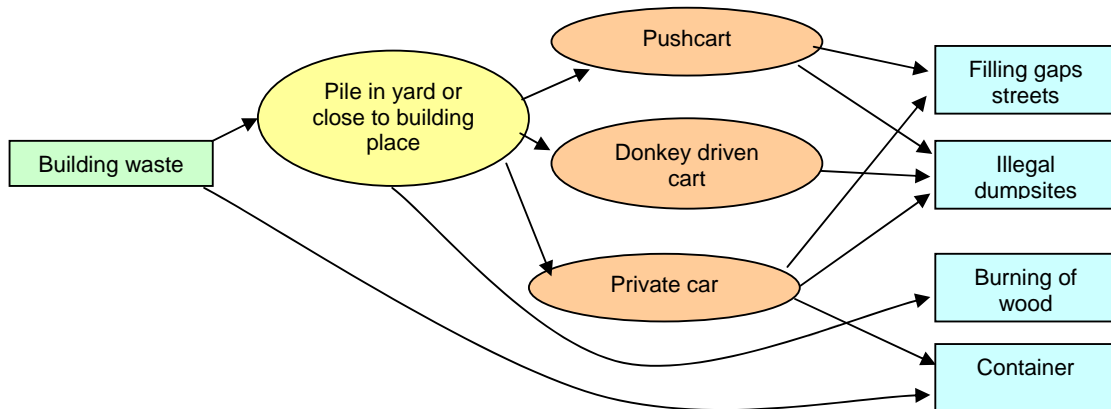 Pushcart
Filling gaps
streets
Pile in yard or
close to building
place
Building waste
Donkey driven
cart
Illegal
dumpsites
Private car
Burning of
wood
Container